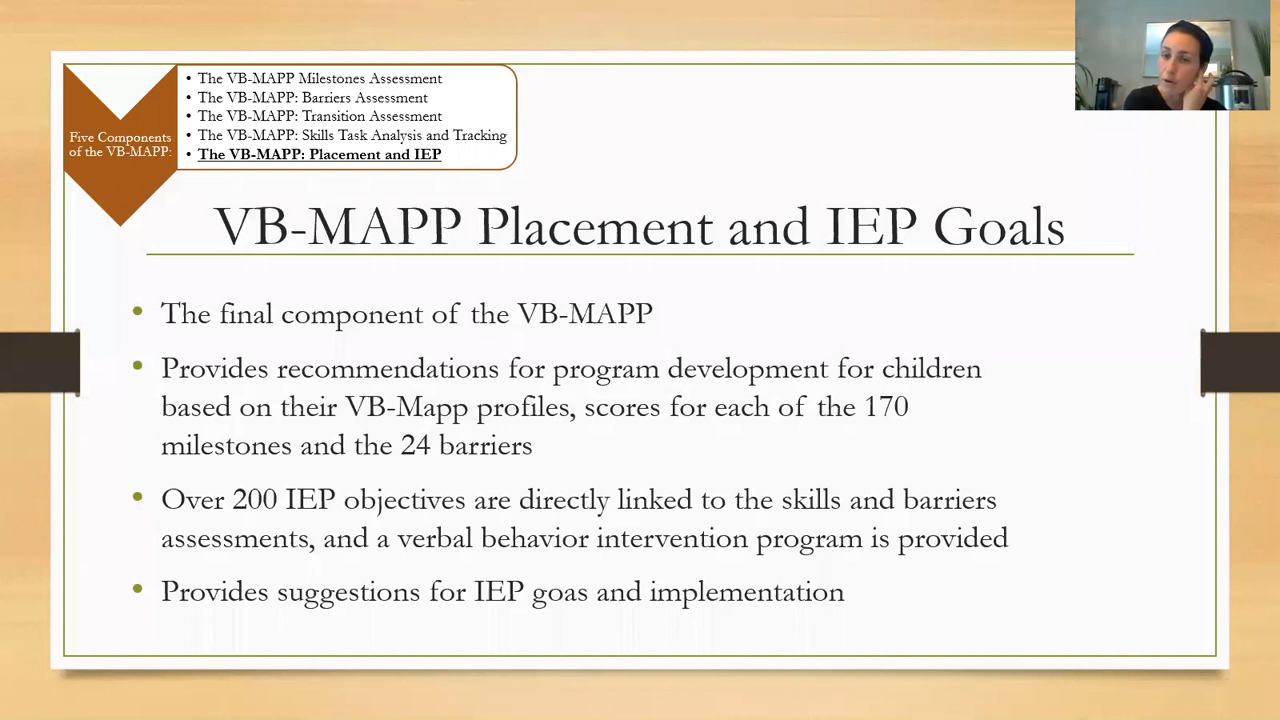 Five Components
of the VB-MAPP:
• The VB-MAPP Milestones Assessment
• The VB-MAPP: Barriers Assessment
• The VB-MAPP: Transition Assessment
• The VB-MAPP: Skills Task Analysis and Tracking
• The VB-MAPP: Placement and IEP
VB-MAPP Placement and IEP Goals
• The final component of the VB-MAPP
• Provides recommendations for program development for children
based on their VB-Mapp profiles, scores for each of the 170
milestones and the 24 barriers
• Over 200 IEP objectives are directly linked to the skills and barriers
assessments, and a verbal behavior intervention program is provided
• Provides suggestions for IEP goas and implementation